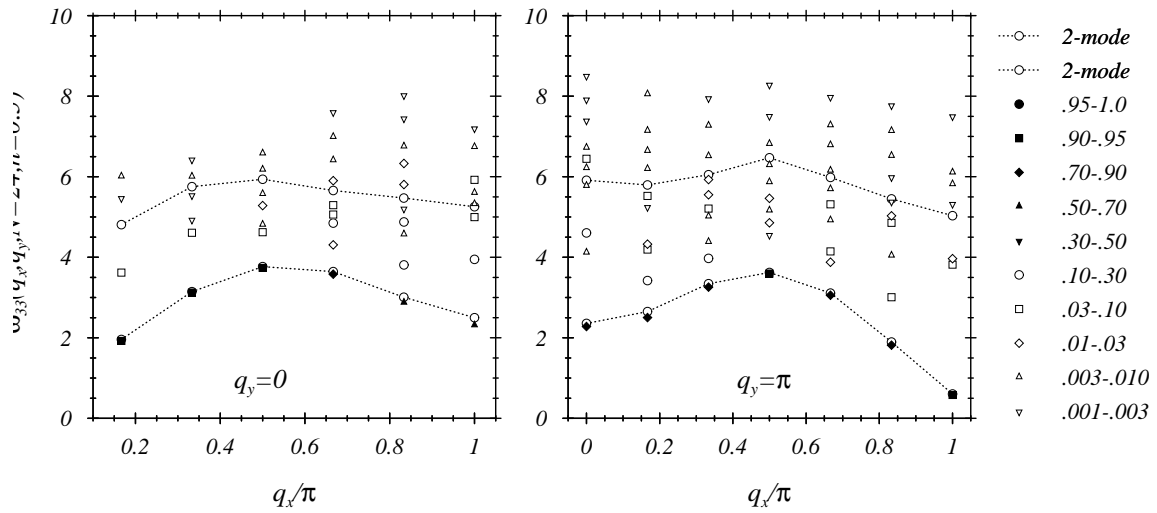 10
8
6
4
2
0
0.2 0.4 0.6 0.8 1
q_x/π
q_y=0
10
8
6
4
2
0
0 0.2 0.4 0.6 0.8 1
q_x/π
q_y=π
2-mode
2-mode
.95-1.0
.90-.95
.70-.90
.50-.70
.30-.50
.10-.30
.03-.10
.01-.03
.003-.010
.001-.003